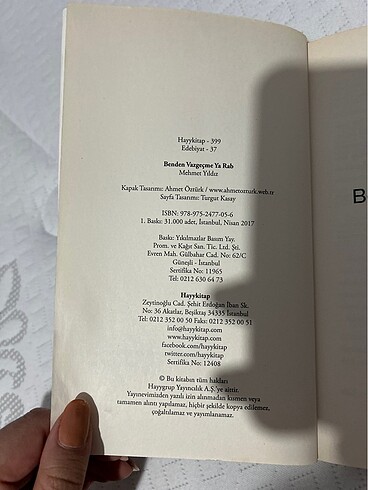 Hayykitap - 399
Edebiyat - 37
Benden Vazgeçme Ya Rab
Mehmet Yıldız
Kapak Tasarımı: Ahmet Öztürk / www.ahmetozturk.web.tr
Sayfa Tasarımı: Turgut Kasay
ISBN: 978-975-2477-05-6
1. Baskı: 31.000 adet, İstanbul, Nisan 2017
Baskı: Yıkılmazlar Basım Yay.
Prom. ve Kağıt San. Tic. Ltd. Şti.
Evren Mah. Gülbahar Cad. No: 62/C
Güneşli - İstanbul
Sertifika No: 11965
Tel: 0212 630 64 73
Hayykitap
Zeytinoğlu Cad. Şehit Erdoğan İban Sk.
No: 36 Akatlar, Beşiktaş 34335 İstanbul
Tel: 0212 352 00 50 Faks: 0212 352 00 51
info@hayykitap.com
www.hayykitap.com
facebook.com/hayykitap
twitter.com/hayykitap
Sertifika No: 12408
© Bu kitabın tüm hakları
Hayygrup Yayıncılık A.Ş.'ye aittir.
Yayınevimizden yazılı izin alınmadan kısmen veya
tamamen alıntı yapılamaz, hiçbir şekilde kopya edilemez,
çoğaltılamaz ve yayımlanamaz.
B